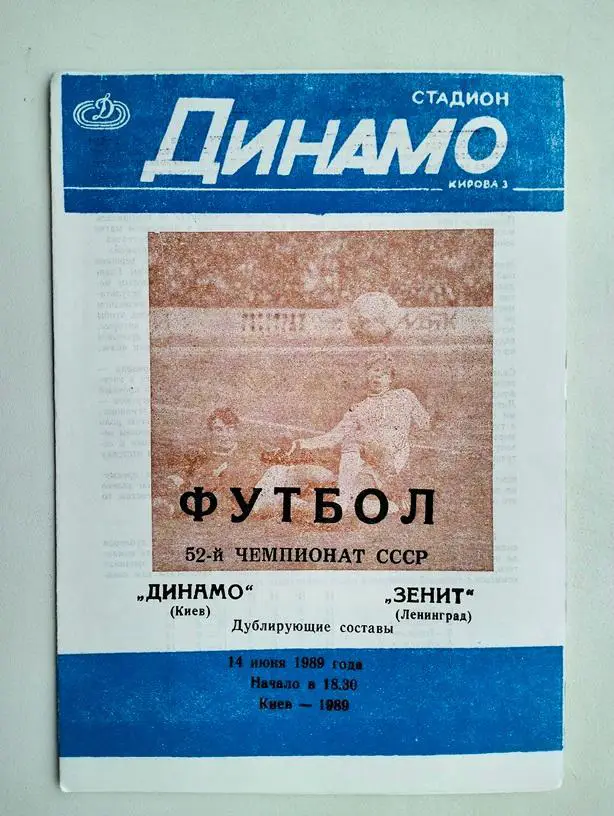 СТАДИОН
Д
ДИНАМО
КИРОВА 3
ФУТБОЛ
52-й ЧЕМПИОНАТ СССР
„ДИНАМО“
(Киев)
„ЗЕНИТ“
(Ленинград)
Дублирующие составы
14 июня 1989 года
Начало в 18.30
Киев — 1989